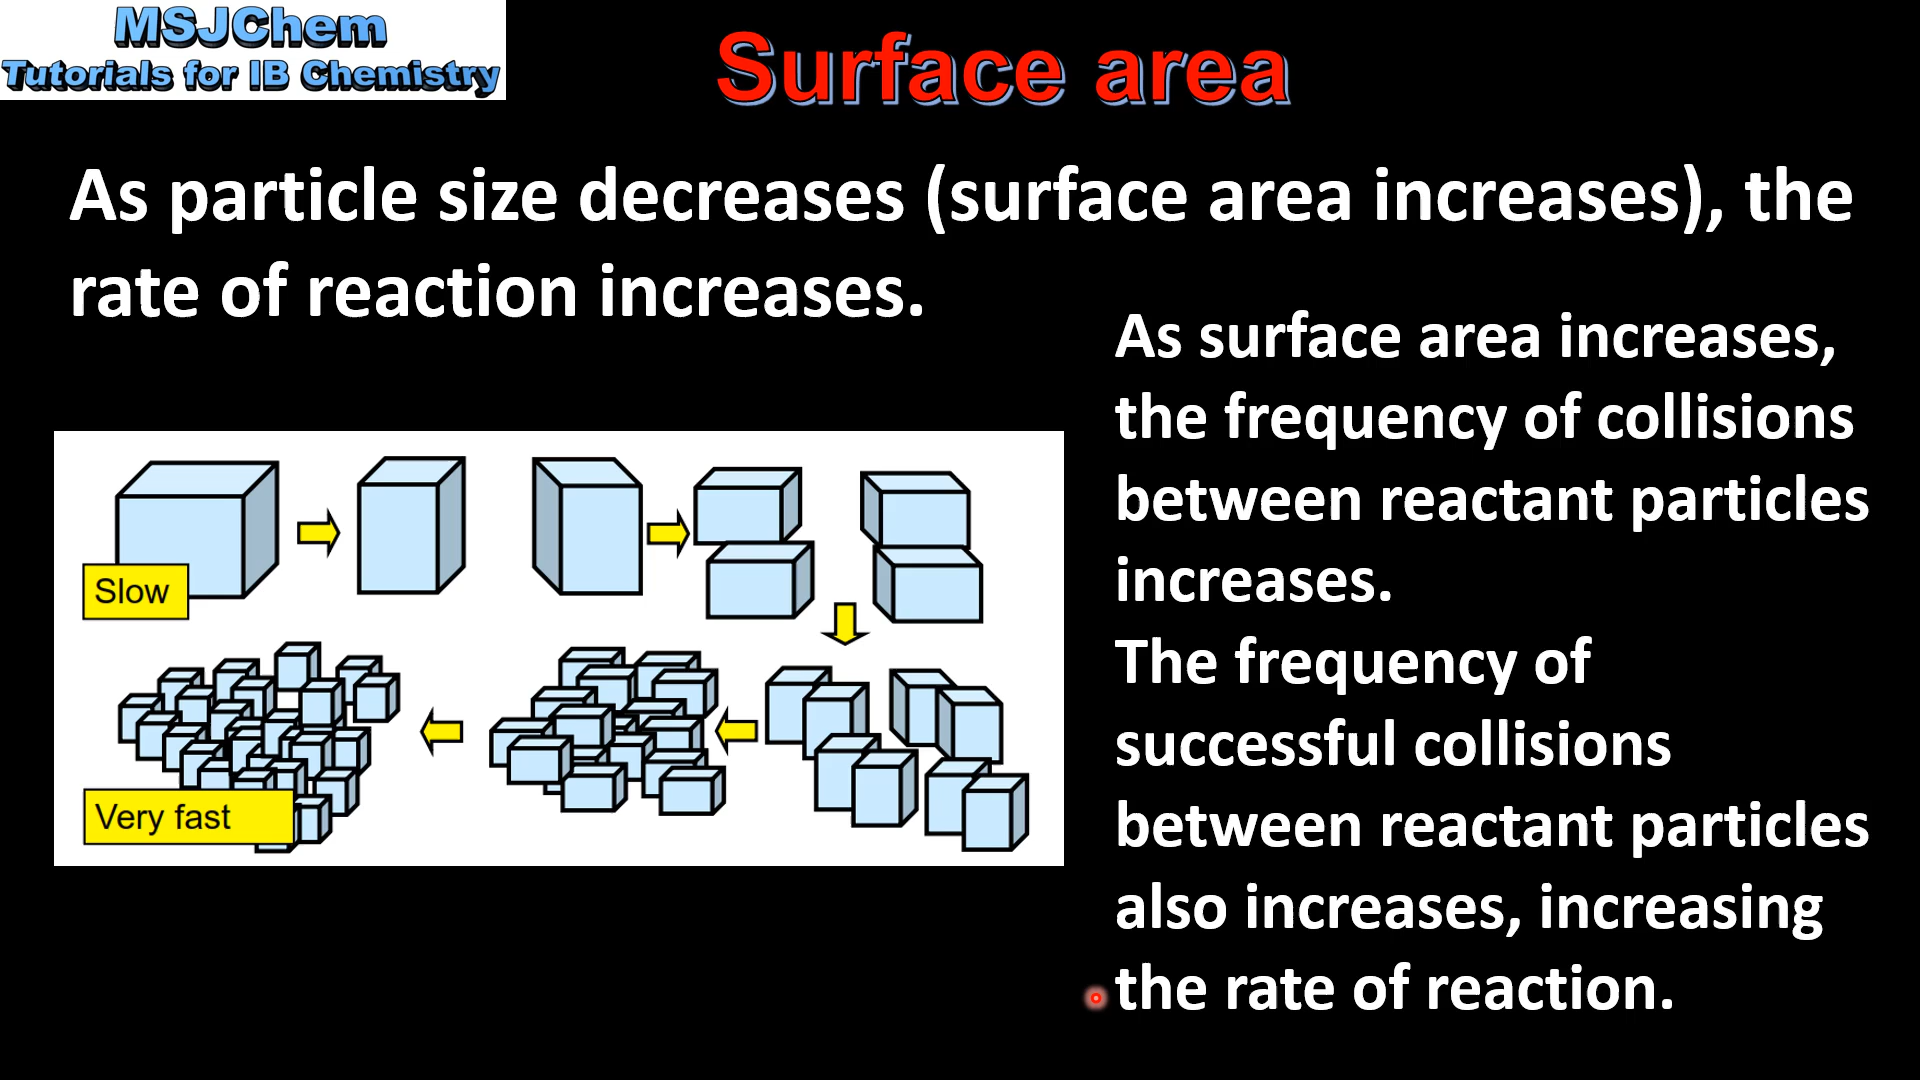 MSJChem
Tutorials for IB Chemistry
Surface area
As particle size decreases (surface area increases), the
rate of reaction increases.
As surface area increases,
the frequency of collisions
between reactant particles
increases.
The frequency of
successful collisions
between reactant particles
also increases, increasing
the rate of reaction.
Slow
Very fast